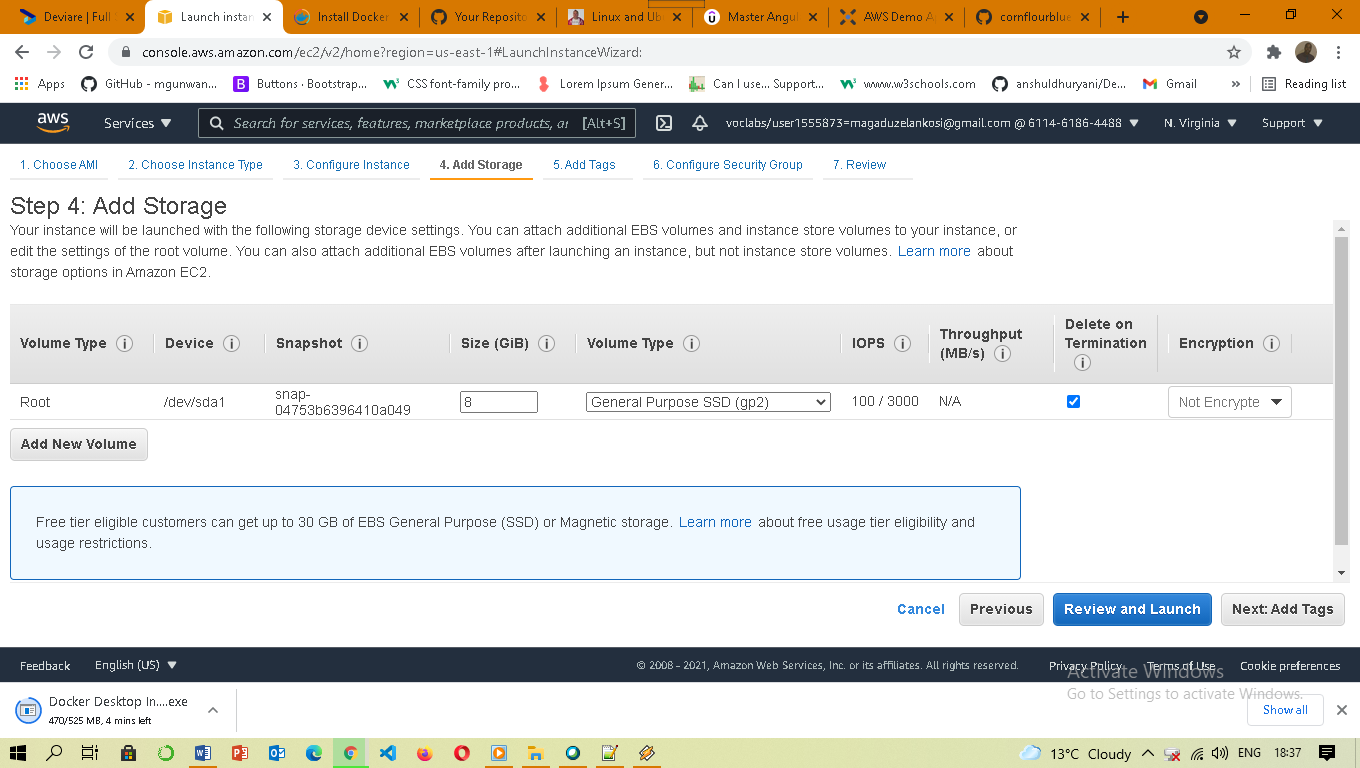 Deviare | Full
Launch instan
Install Docker
Your Reposito
Linux and Ub
Master Angul
AWS Demo A
cornflourblue
console.aws.amazon.com/ec2/v2/home?region=us-east-1#LaunchInstanceWizard:
Apps
GitHub - mgunwan...
Buttons · Bootstrap...
CSS font-family pro...
Lorem Ipsum Gener...
Can I use... Support...
www.w3schools.com
anshuldhuryani/De...
Gmail
»
Reading list
aws
Services
Search for services, features, marketplace products, ar [Alt+S]
voclabs/user1555873=magaduzelankosi@gmail.com @ 6114-6186-4488
N. Virginia
Support
1. Choose AMI
2. Choose Instance Type
3. Configure Instance
4. Add Storage
5. Add Tags
6. Configure Security Group
7. Review
Step 4: Add Storage
Your instance will be launched with the following storage device settings. You can attach additional EBS volumes and instance store volumes to your instance, or
edit the settings of the root volume. You can also attach additional EBS volumes after launching an instance, but not instance store volumes. Learn more about
storage options in Amazon EC2.
Volume Type
Device
Snapshot
Size (GiB)
Volume Type
IOPS
Throughput
(MB/s)
Delete on
Termination
Encryption
Root
/dev/sda1
snap-
04753b6396410a049
8
General Purpose SSD (gp2)
100 / 3000
N/A
Not Encrypte
Add New Volume
Free tier eligible customers can get up to 30 GB of EBS General Purpose (SSD) or Magnetic storage. Learn more about free usage tier eligibility and
usage restrictions.
Cancel
Previous
Review and Launch
Next: Add Tags
Feedback
English (US)
© 2008 - 2021, Amazon Web Services, Inc. or its affiliates. All rights reserved.
Privacy Policy
Terms of Use
Cookie preferences
Activate Windows
Go to Settings to activate Windows.
Docker Desktop In....exe
470/525 MB, 4 mins left
Show all
13°C Cloudy
ENG
18:37